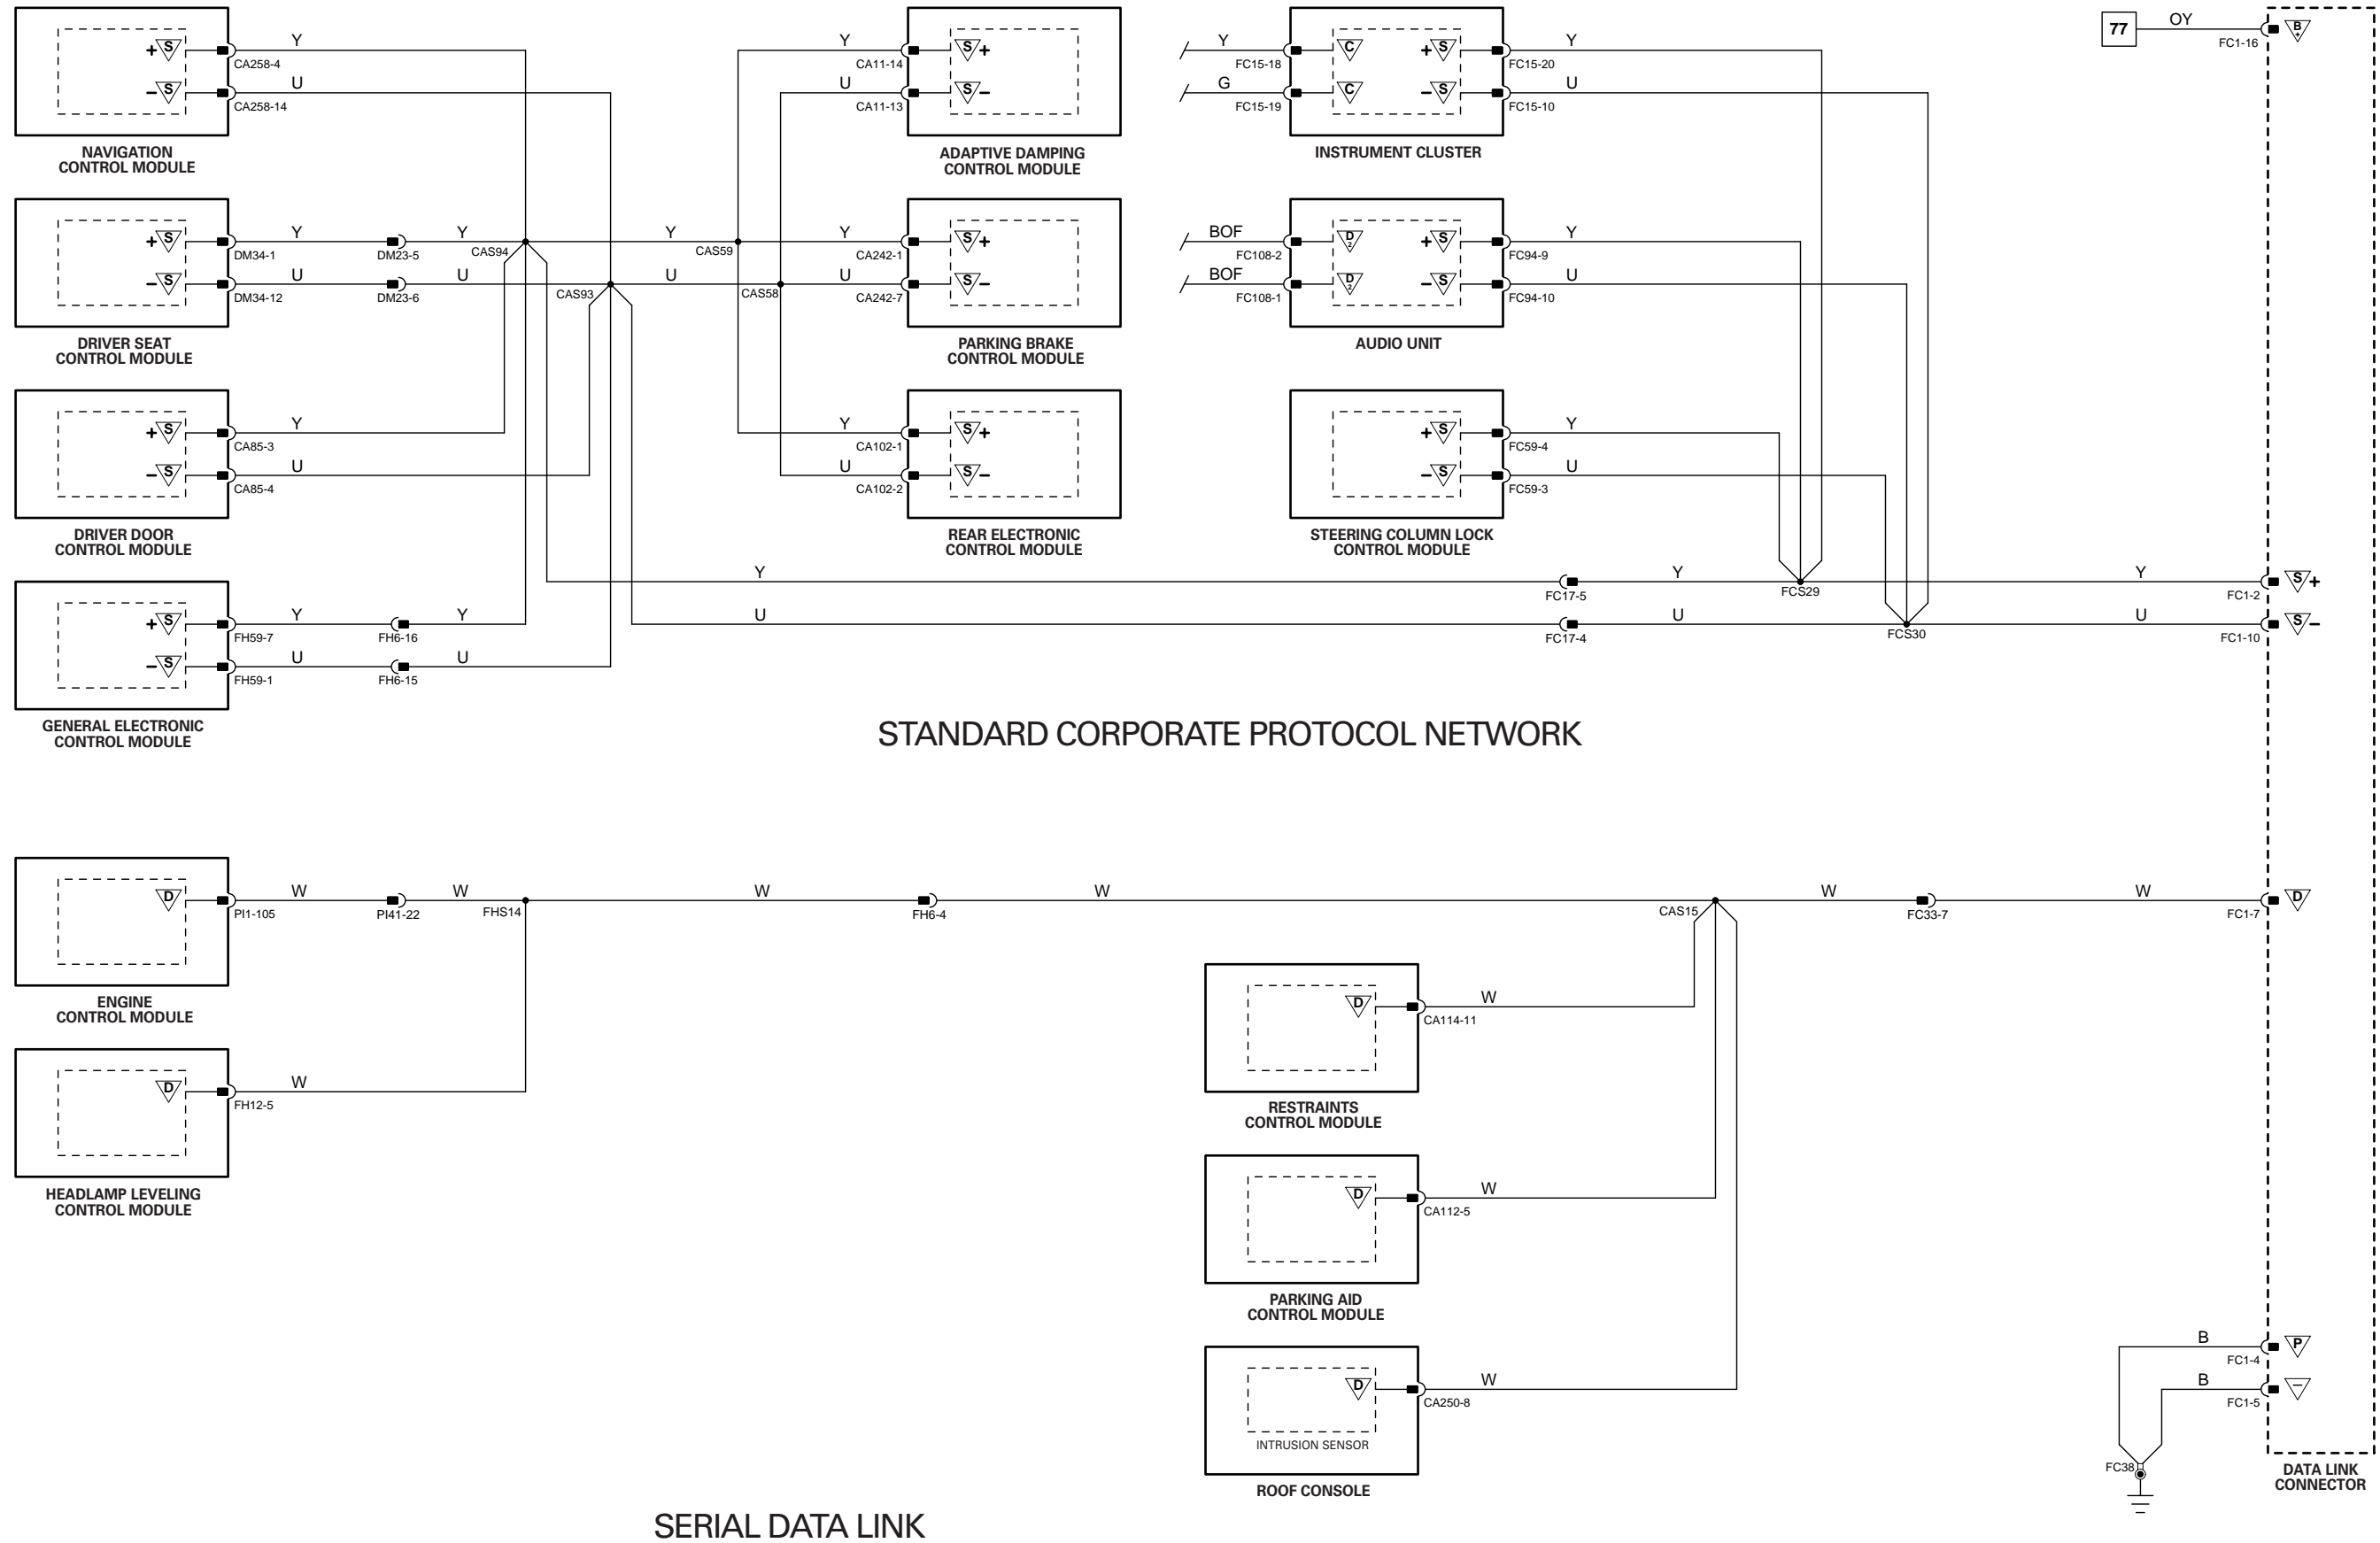 Y
+ S
CA258-4
U
– S
CA258-14
NAVIGATION
CONTROL MODULE
Y
S +
CA11-14
U
S –
CA11-13
ADAPTIVE DAMPING
CONTROL MODULE
Y
C
FC15-18
G
C
FC15-19
+ S
Y
FC15-20
– S
U
FC15-10
INSTRUMENT CLUSTER
77
OY
FC1-16
B
+
+ S
Y
DM34-1
Y
DM23-5
CAS94
Y
CAS59
Y
CA242-1
S +
– S
U
DM34-12
U
DM23-6
CAS93
U
CAS58
U
CA242-7
S –
DRIVER SEAT
CONTROL MODULE
PARKING BRAKE
CONTROL MODULE
BOF
FC108-2
D
2
BOF
FC108-1
D
2
+ S
Y
FC94-9
– S
U
FC94-10
AUDIO UNIT
+ S
Y
CA85-3
– S
U
CA85-4
DRIVER DOOR
CONTROL MODULE
Y
CA102-1
S +
U
CA102-2
S –
REAR ELECTRONIC
CONTROL MODULE
+ S
Y
FC59-4
– S
U
FC59-3
STEERING COLUMN LOCK
CONTROL MODULE
Y
FC17-5
Y
FCS29
Y
FC1-2
S +
U
FC17-4
U
FCS30
U
FC1-10
S –
+ S
Y
FH59-7
FH6-16
Y
– S
U
FH59-1
FH6-15
U
GENERAL ELECTRONIC
CONTROL MODULE
STANDARD CORPORATE PROTOCOL NETWORK
D
W
PI1-105
PI41-22
W
FHS14
W
FH6-4
W
CAS15
W
FC33-7
W
FC1-7
D
ENGINE
CONTROL MODULE
D
W
FH12-5
HEADLAMP LEVELING
CONTROL MODULE
D
W
CA114-11
RESTRAINTS
CONTROL MODULE
D
W
CA112-5
PARKING AID
CONTROL MODULE
D
W
CA250-8
INTRUSION SENSOR
ROOF CONSOLE
B
FC1-4
P
B
FC1-5
–
FC38
DATA LINK
CONNECTOR
SERIAL DATA LINK